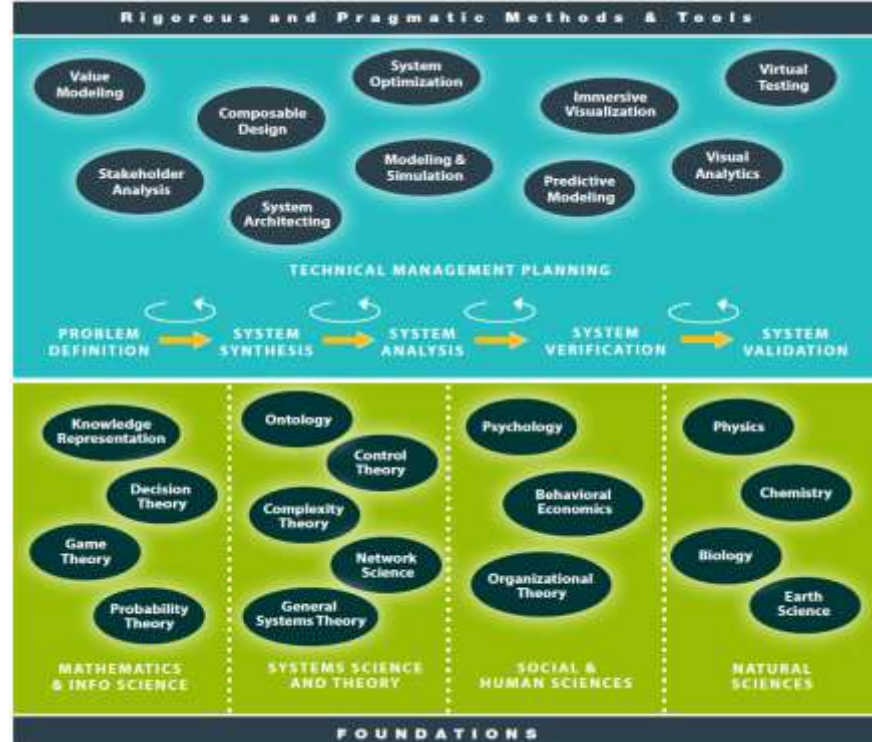 Rigorous and Pragmatic Methods & Tools
Value
Modeling
System
Optimization
Virtual
Testing
Composable
Design
Immersive
Visualization
Stakeholder
Analysis
Modeling &
Simulation
Visual
Analytics
System
Architecting
Predictive
Modeling
TECHNICAL MANAGEMENT PLANNING
PROBLEM
DEFINITION
SYSTEM
SYNTHESIS
SYSTEM
ANALYSIS
SYSTEM
VERIFICATION
SYSTEM
VALIDATION
Knowledge
Representation
Decision
Theory
Game
Theory
Probability
Theory
MATHEMATICS
& INFO SCIENCE
Ontology
Control
Theory
Complexity
Theory
Network
Science
General
Systems Theory
SYSTEMS SCIENCE
AND THEORY
Psychology
Behavioral
Economics
Organizational
Theory
SOCIAL &
HUMAN SCIENCES
Physics
Chemistry
Biology
Earth
Science
NATURAL
SCIENCES
FOUNDATIONS